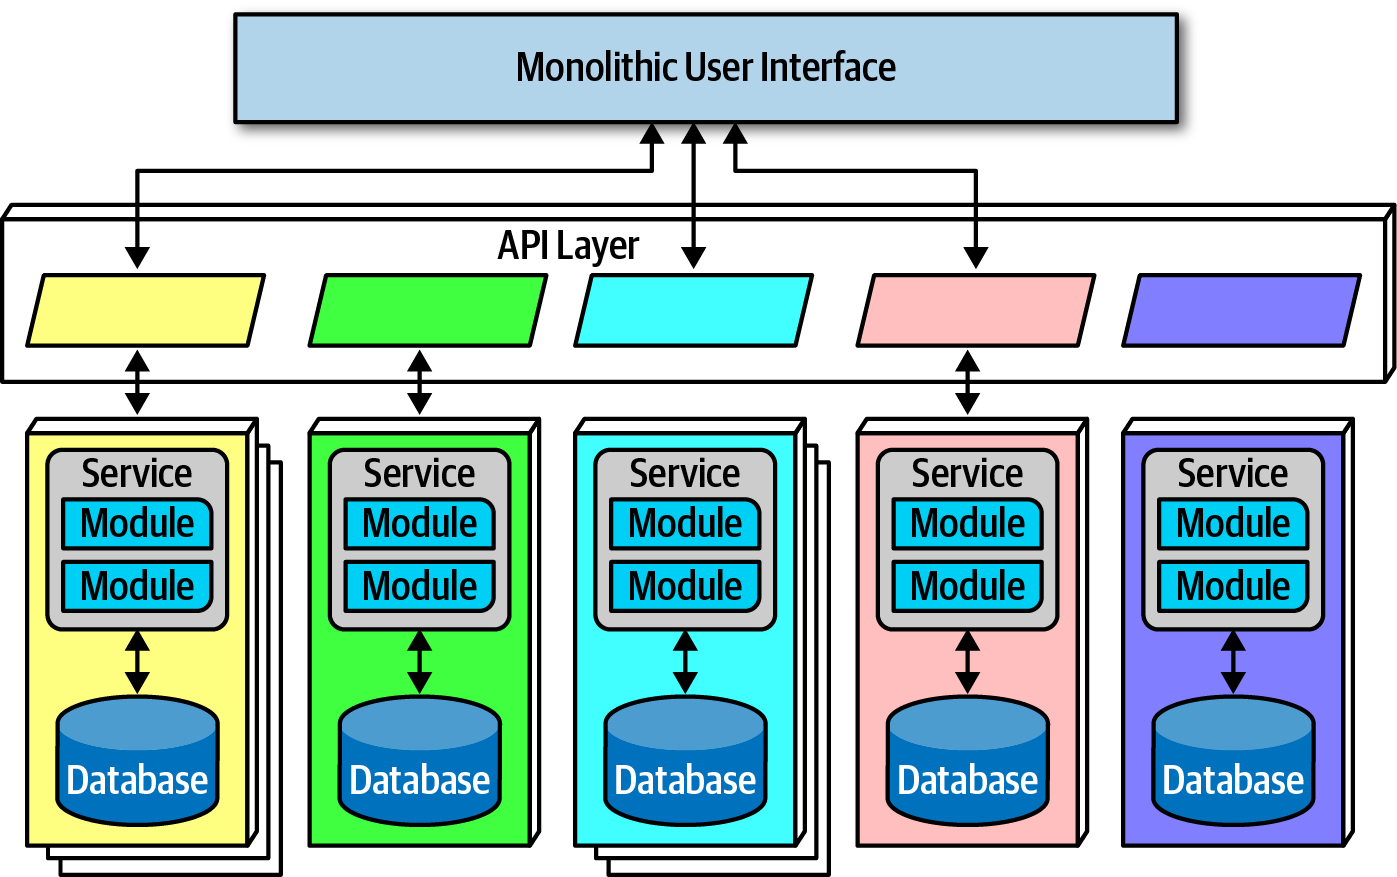 Monolithic User Interface
API Layer
Service
Module
Module
Database
Service
Module
Module
Database
Service
Module
Module
Database
Service
Module
Module
Database
Service
Module
Module
Database